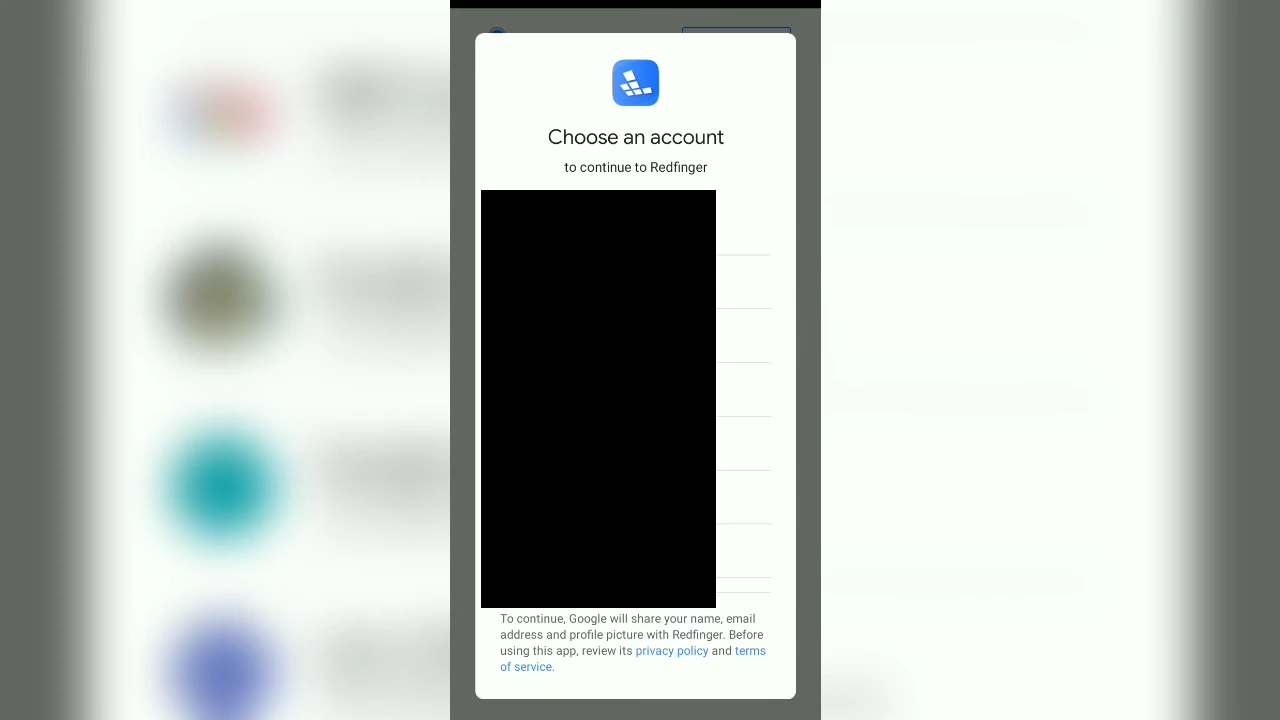 Choose an account
to continue to Redfinger
To continue, Google will share your name, email
address and profile picture with Redfinger. Before
using this app, review its privacy policy and terms
of service.